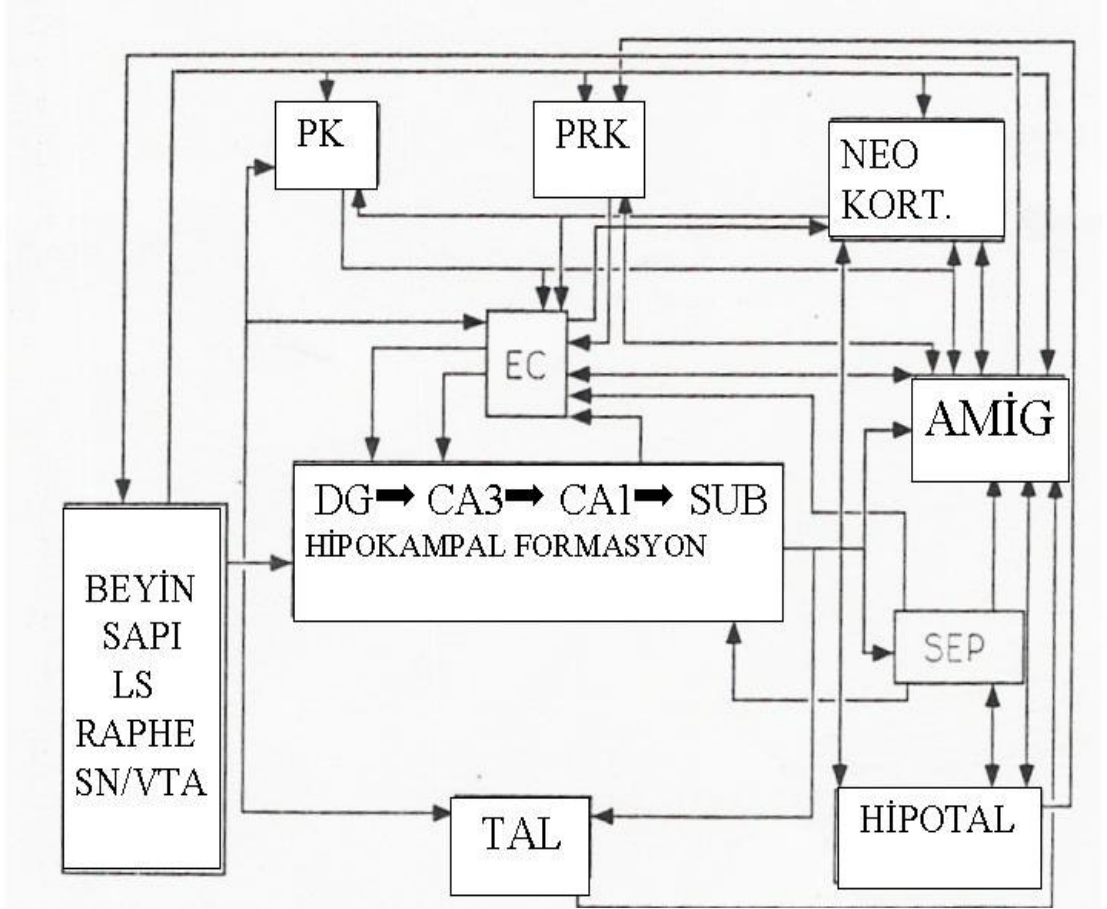 PK
PRK
NEO
KORT.
EC
AMİG
DG➡ CA3➡ CA1➡ SUB
HİPOKAMPAL FORMASYON
BEYİN
SAPI
LS
RAPHE
SN/VTA
SEP
TAL
HİPOTAL